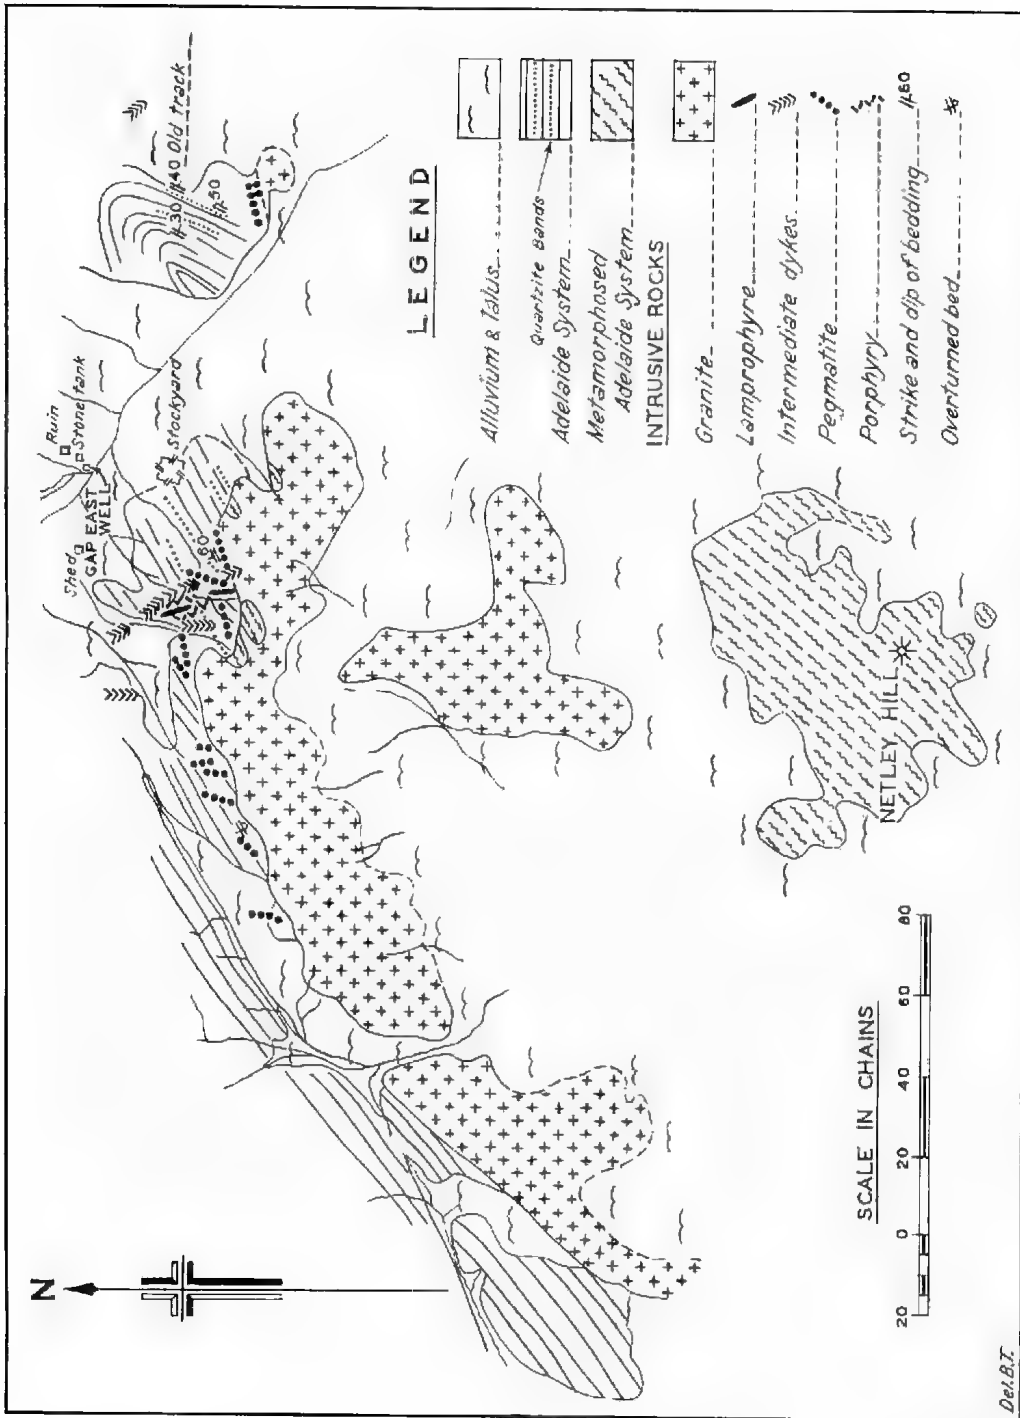 N
Ruin
Stone tank
Shed
GAP EAST
WELL
Stockyard
60
30
40
Old track
50
NETLEY HILL
LEGEND
Alluvium & talus
Quartzite Bands
Adelaide System
Metamorphosed
Adelaide System
INTRUSIVE ROCKS
Granite
Lamprophyre
Intermediate dykes
Pegmatite
Porphyry
Strike and dip of bedding
60
Overturned bed
SCALE IN CHAINS
20 0 20 40 60 80
Del. B.T.